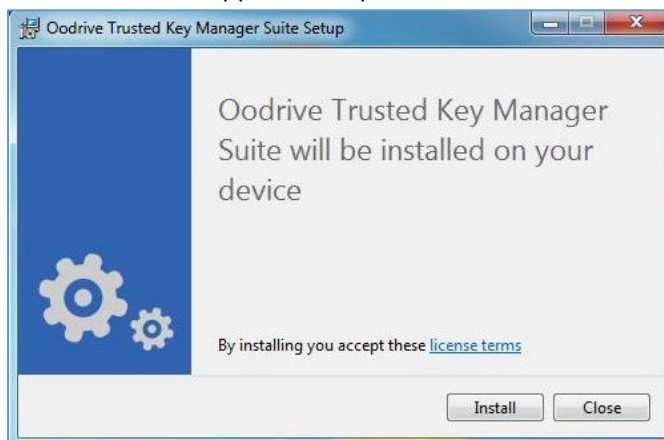 Oodrive Trusted Key Manager Suite Setup
Oodrive Trusted Key Manager
Suite will be installed on your
device
By installing you accept these license terms
Install Close